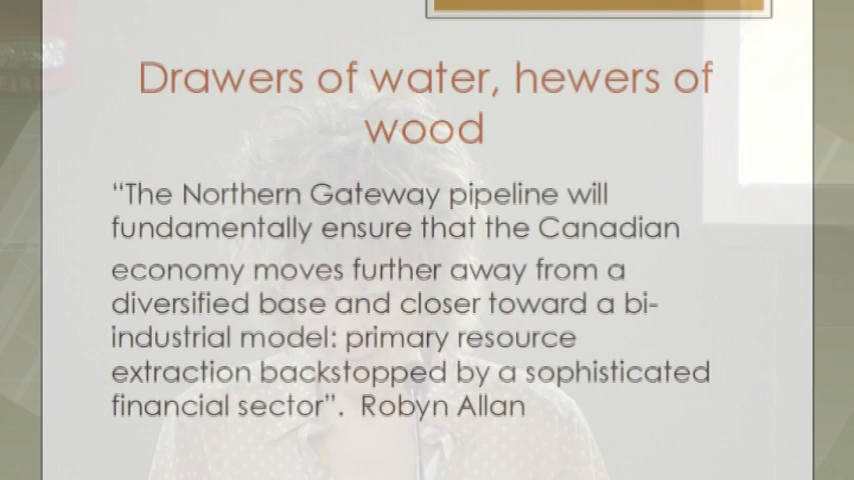 Drawers of water, hewers of
wood
“The Northern Gateway pipeline will
fundamentally ensure that the Canadian
economy moves further away from a
diversified base and closer toward a bi-
industrial model: primary resource
extraction backstopped by a sophisticated
financial sector”.  Robyn Allan